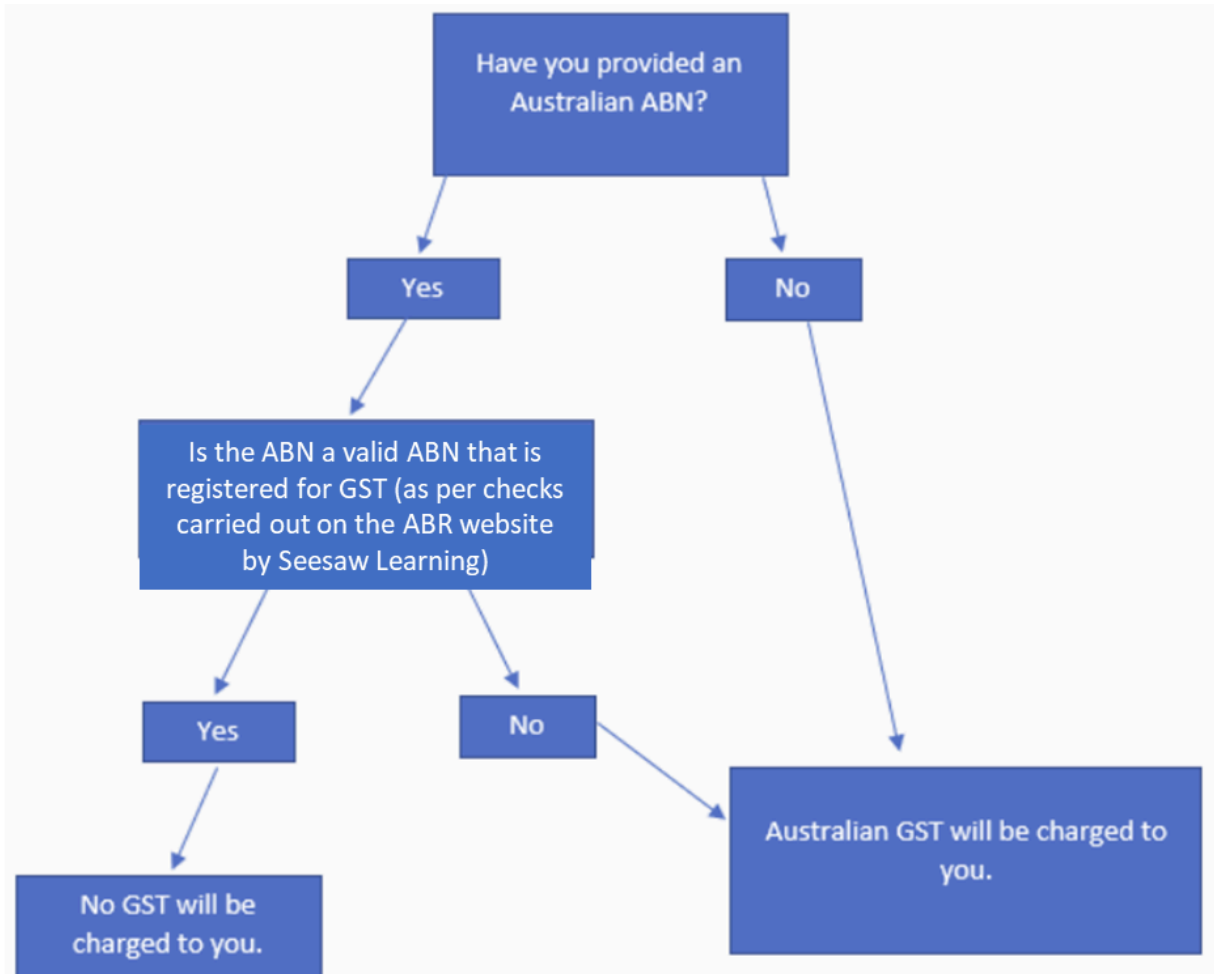 Have you provided an
Australian ABN?
Yes
No
Is the ABN a valid ABN that is
registered for GST (as per checks
carried out on the ABR website
by Seesaw Learning)
Yes
No
Australian GST will be charged to
you.
No GST will be
charged to you.